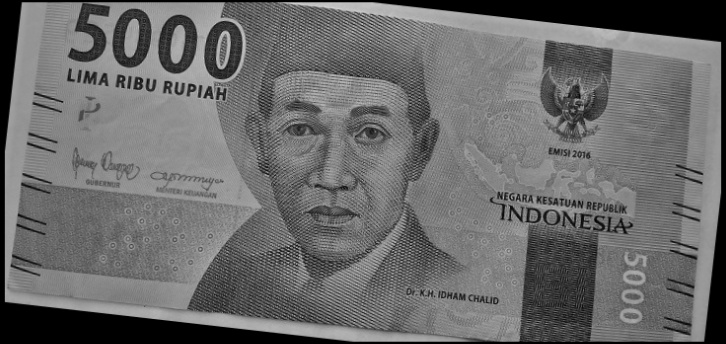 5000
LIMA RIBU RUPIAH
GUBERNUR
MENTERI KEUANGAN
EMISI 2016
NEGARA KESATUAN REPUBLIK
INDONESIA
Dr. K.H. IDHAM CHALID
5000